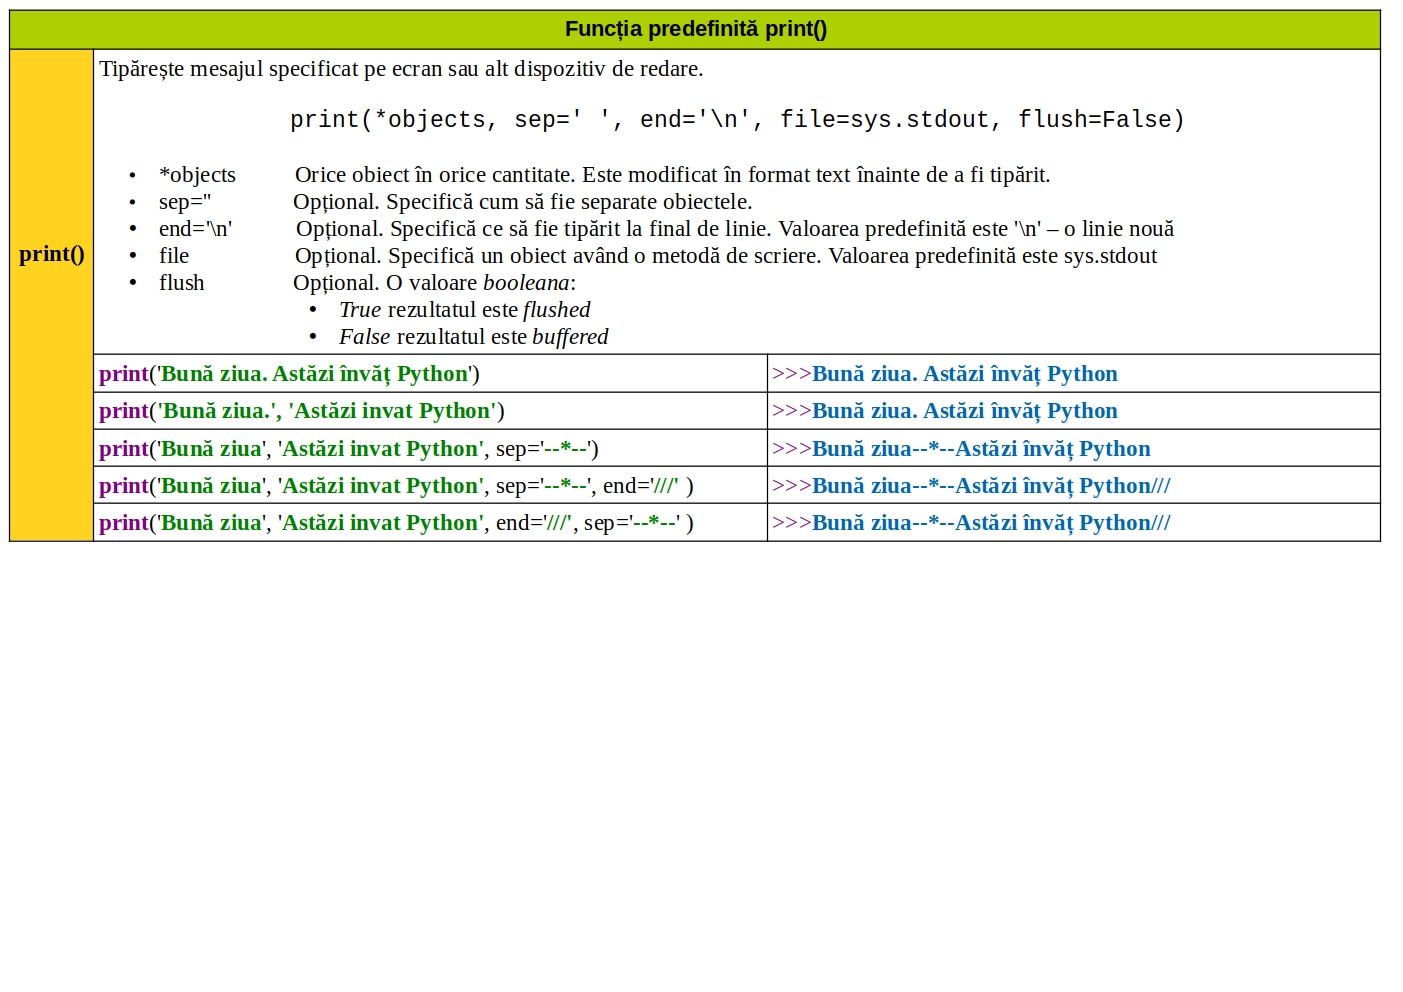 Funcția predefinită print()
print()
Tipărește mesajul specificat pe ecran sau alt dispozitiv de redare.
print(*objects, sep=' ', end='\n', file=sys.stdout, flush=False)
• *objects Orice obiect în orice cantitate. Este modificat în format text înainte de a fi tipărit.
• sep='' Opțional. Specifică cum să fie separate obiectele.
• end='\n' Opțional. Specifică ce să fie tipărit la final de linie. Valoarea predefinită este '\n' – o linie nouă
• file Opțional. Specifică un obiect având o metodă de scriere. Valoarea predefinită este sys.stdout
• flush Opțional. O valoare booleana:
• True rezultatul este flushed
• False rezultatul este buffered
print('Bună ziua. Astăzi învăț Python') >>>Bună ziua. Astăzi învăț Python
print('Bună ziua.', 'Astăzi invat Python') >>>Bună ziua. Astăzi învăț Python
print('Bună ziua', 'Astăzi invat Python', sep='--*--') >>>Bună ziua--*--Astăzi învăț Python
print('Bună ziua', 'Astăzi invat Python', sep='--*--', end='///' ) >>>Bună ziua--*--Astăzi învăț Python///
print('Bună ziua', 'Astăzi invat Python', end='///', sep='--*--' ) >>>Bună ziua--*--Astăzi învăț Python///